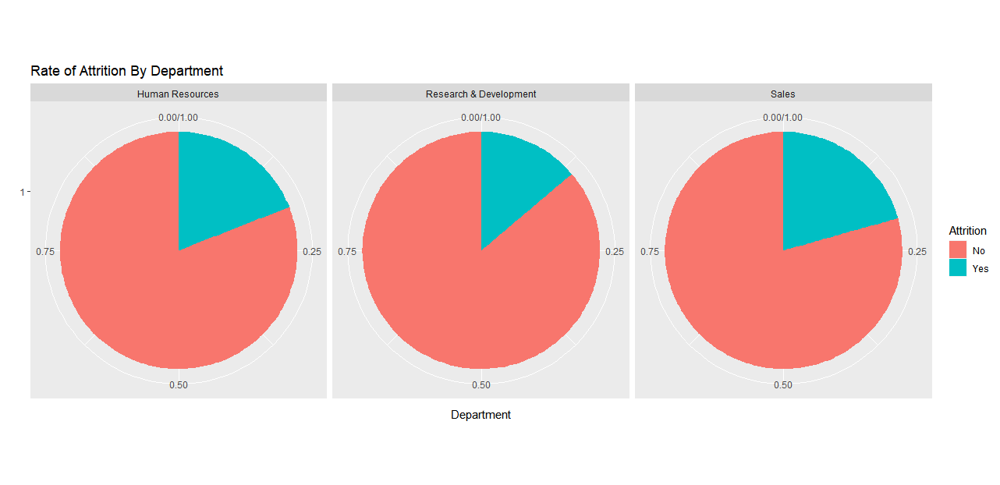 Rate of Attrition By Department
Human Resources
Research & Development
Sales
0.00/1.00
0.00/1.00
0.00/1.00
1
0.75
0.25
0.75
0.25
0.75
0.25
0.50
0.50
0.50
Attrition
No
Yes
Department